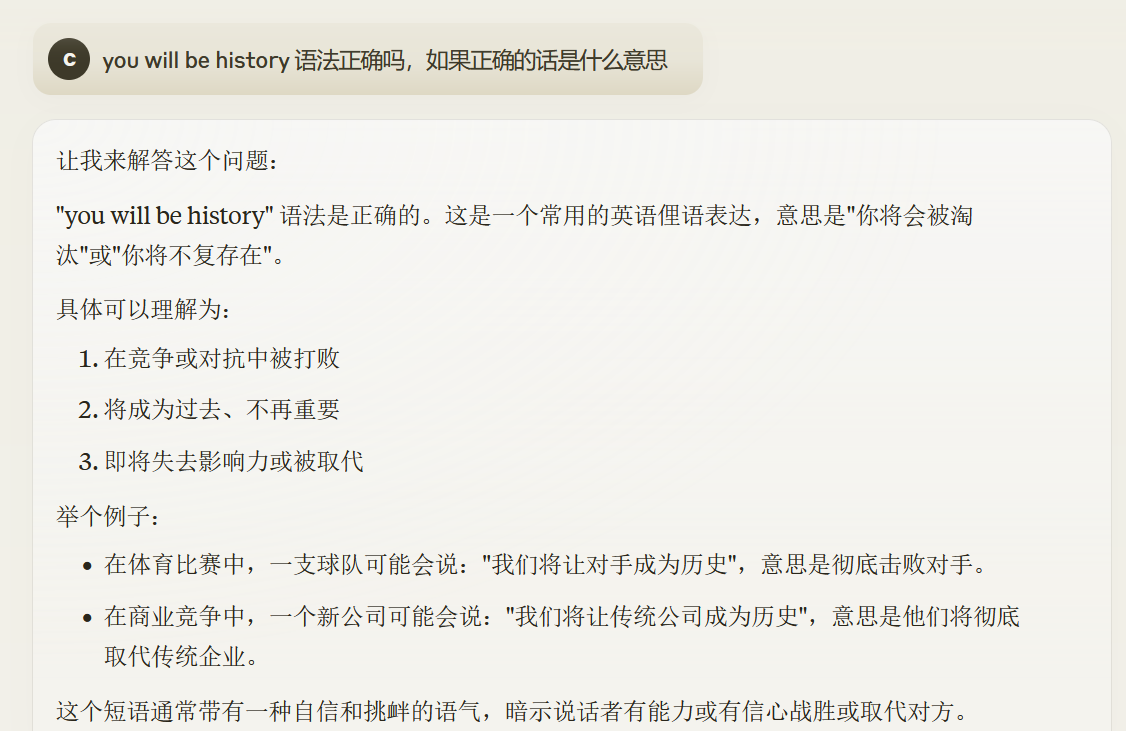 C you will be history 语法正确吗，如果正确的话是什么意思
让我来解答这个问题：
"you will be history" 语法是正确的。这是一个常用的英语俚语表达，意思是"你将会被淘
汰"或"你将不复存在"。
具体可以理解为：
1. 在竞争或对抗中被打败
2. 将成为过去、不再重要
3. 即将失去影响力或被取代
举个例子：
• 在体育比赛中，一支球队可能会说："我们将让对手成为历史"，意思是彻底击败对手。
• 在商业竞争中，一个新公司可能会说："我们将让传统公司成为历史"，意思是他们将彻底
取代传统企业。
这个短语通常带有一种自信和挑衅的语气，暗示说话者有能力或有信心战胜或取代对方。